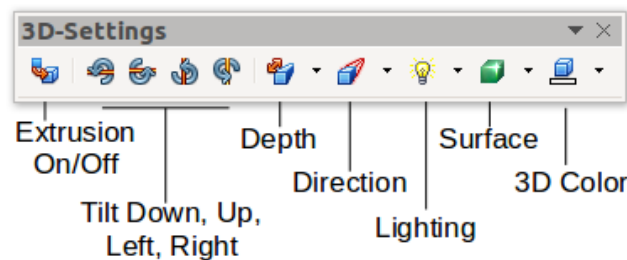 3D-Settings
Extrusion
On/Off
Depth
Surface
Direction
3D Color
Tilt Down, Up,
Left, Right
Lighting